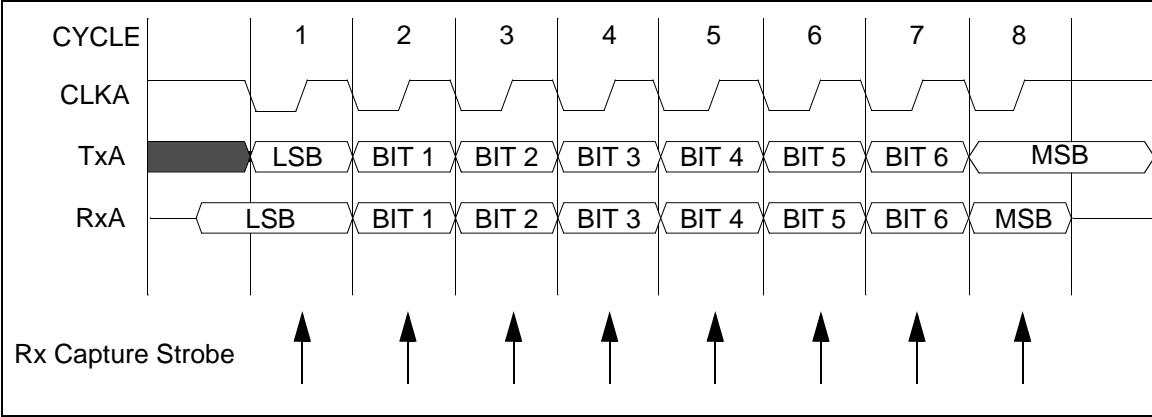 CYCLE 1 2 3 4 5 6 7 8
CLKA
TxA LSB BIT 1 BIT 2 BIT 3 BIT 4 BIT 5 BIT 6 MSB
RxA LSB BIT 1 BIT 2 BIT 3 BIT 4 BIT 5 BIT 6 MSB
Rx Capture Strobe